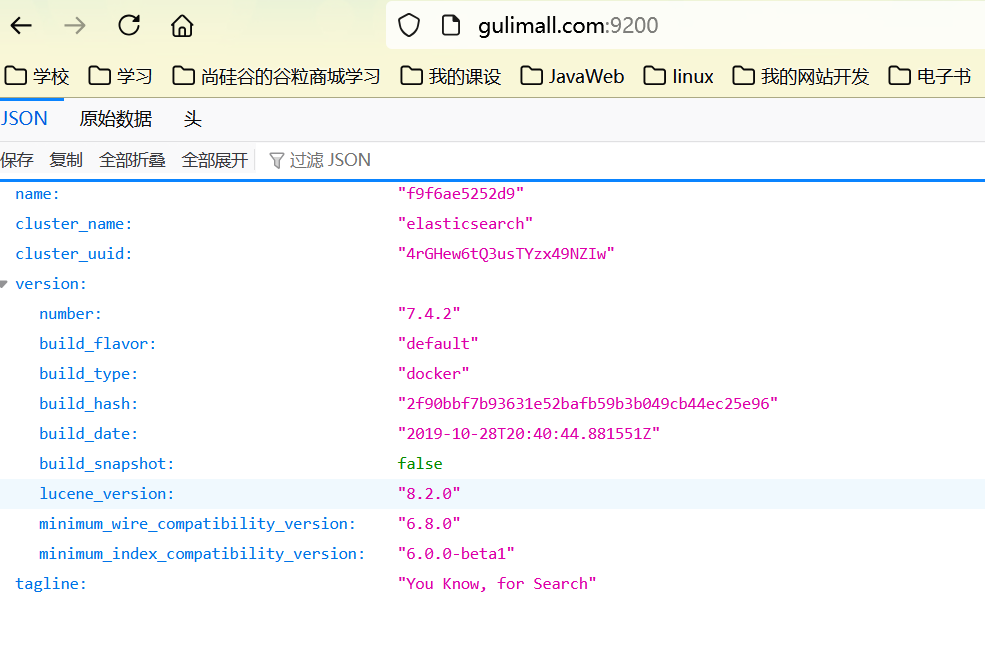 gulimall.com:9200
学校 学习 尚硅谷的谷粒商城学习 我的课设 JavaWeb linux 我的网站开发 电子书
JSON 原始数据 头
保存 复制 全部折叠 全部展开 过滤 JSON
name: "f9f6ae5252d9"
cluster_name: "elasticsearch"
cluster_uuid: "4rGHew6tQ3usTYzx49NZIw"
version:
number: "7.4.2"
build_flavor: "default"
build_type: "docker"
build_hash: "2f90bbf7b93631e52bafb59b3b049cb44ec25e96"
build_date: "2019-10-28T20:40:44.881551Z"
build_snapshot: false
lucene_version: "8.2.0"
minimum_wire_compatibility_version: "6.8.0"
minimum_index_compatibility_version: "6.0.0-beta1"
tagline: "You Know, for Search"